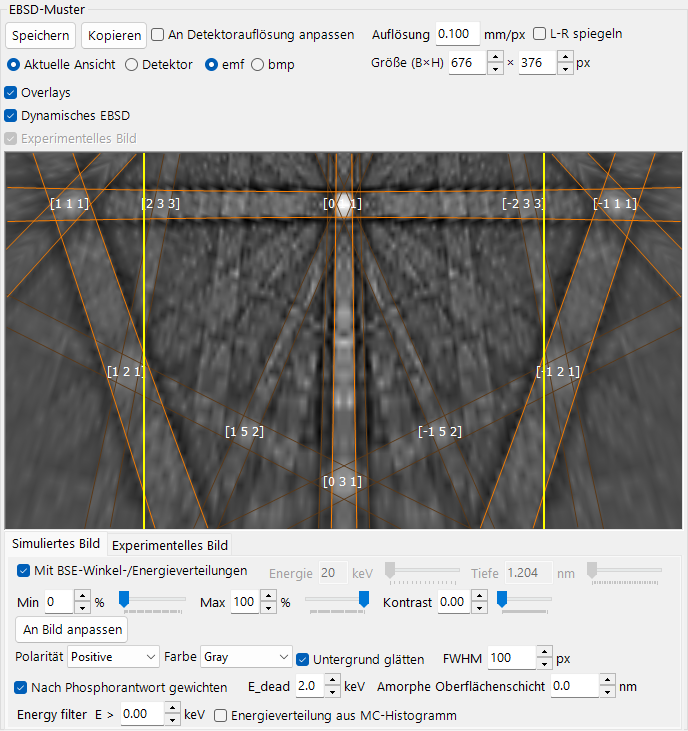 EBSD-Muster
Speichern Kopieren An Detektorauflösung anpassen Auflösung 0.100 mm/px L-R spiegeln
Aktuelle Ansicht Detektor emf bmp Größe (B×H) 676 × 376 px
Overlays
Dynamisches EBSD
Experimentelles Bild
[1 1 1] [2 3 3] [0 1 1] [-2 3 3] [-1 1 1]
[1 2 1] [-1 2 1]
[1 5 2] [-1 5 2]
[0 3 1]
Simuliertes Bild Experimentelles Bild
Mit BSE-Winkel-/Energieverteilungen Energie 20 keV Tiefe 1.204 nm
Min 0 % Max 100 % Kontrast 0.00
An Bild anpassen
Polarität Positive Farbe Gray Untergrund glätten FWHM 100 px
Nach Phosphorantwort gewichten E_dead 2.0 keV Amorphe Oberflächenschicht 0.0 nm
Energy filter E > 0.00 keV Energieverteilung aus MC-Histogramm